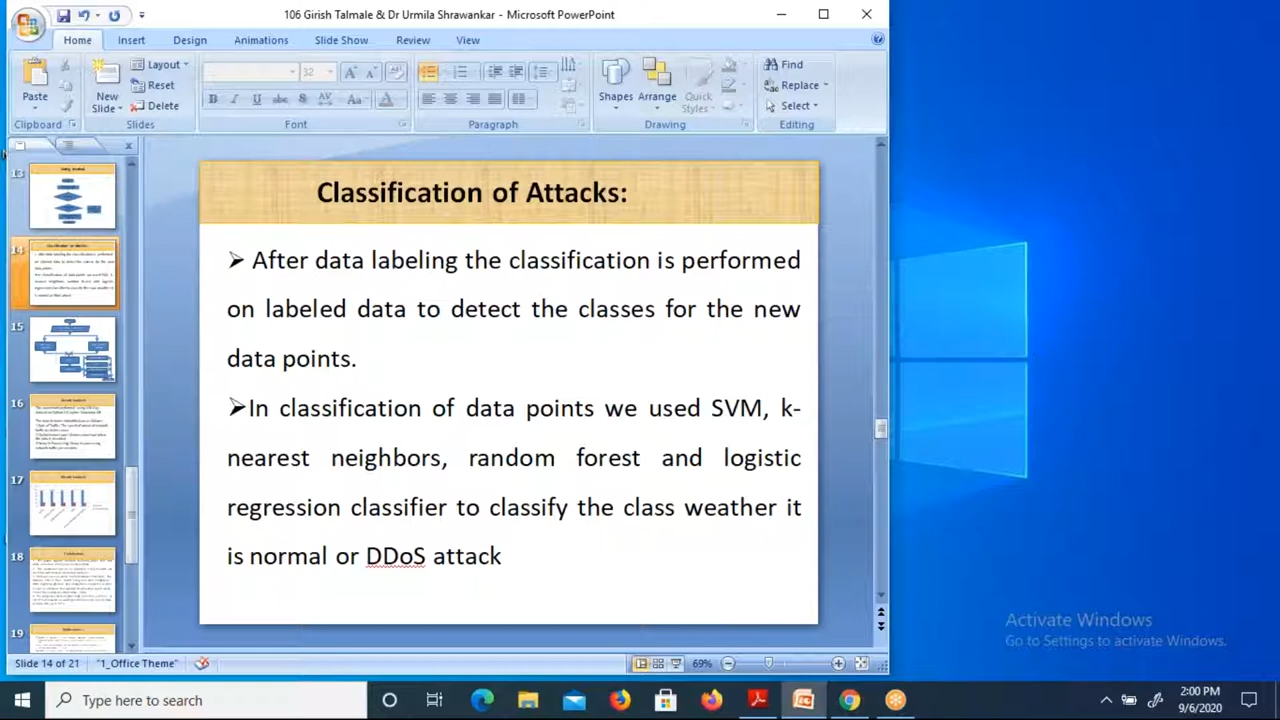 106 Girish Talmale & Dr Urmila Shrawankar - Microsoft PowerPoint
Home Insert Design Animations Slide Show Review View
Paste
Clipboard
New
Slide
Layout
Reset
Delete
Slides
32
B I U abc S AV Aa A
Font
Paragraph
Shapes
Arrange
Quick
Styles
Drawing
Find
Replace
Select
Editing
13
14
15
16
17
18
19
Classification of Attacks:
After data labeling the classification is performed
on labeled data to detect the classes for the new
data points.
In classification of data points we used SVM, k-
nearest neighbors, random forest and logistic
regression classifier to classify the class weather it
is normal or DDoS attack
Activate Windows
Go to Settings to activate Windows.
Slide 14 of 21 "1_Office Theme" 69%
Type here to search
2:00 PM
9/6/2020